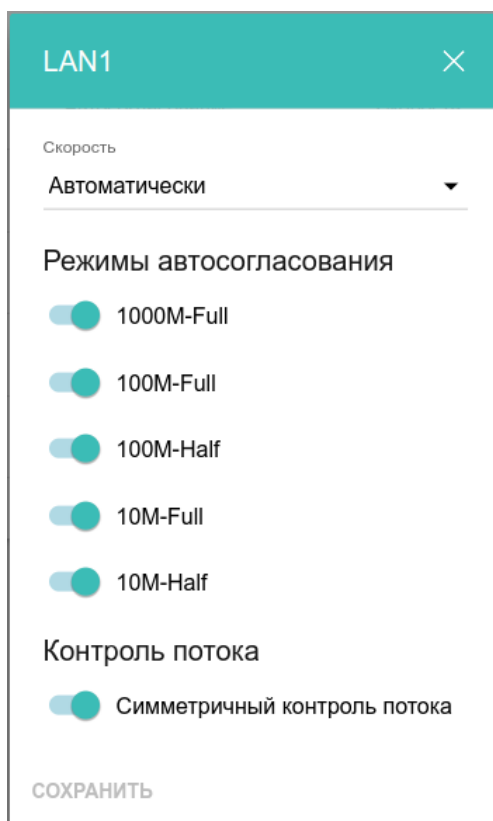 LAN1
Скорость
Автоматически
Режимы автосогласования
1000M-Full
100M-Full
100M-Half
10M-Full
10M-Half
Контроль потока
Симметричный контроль потока
СОХРАНИТЬ